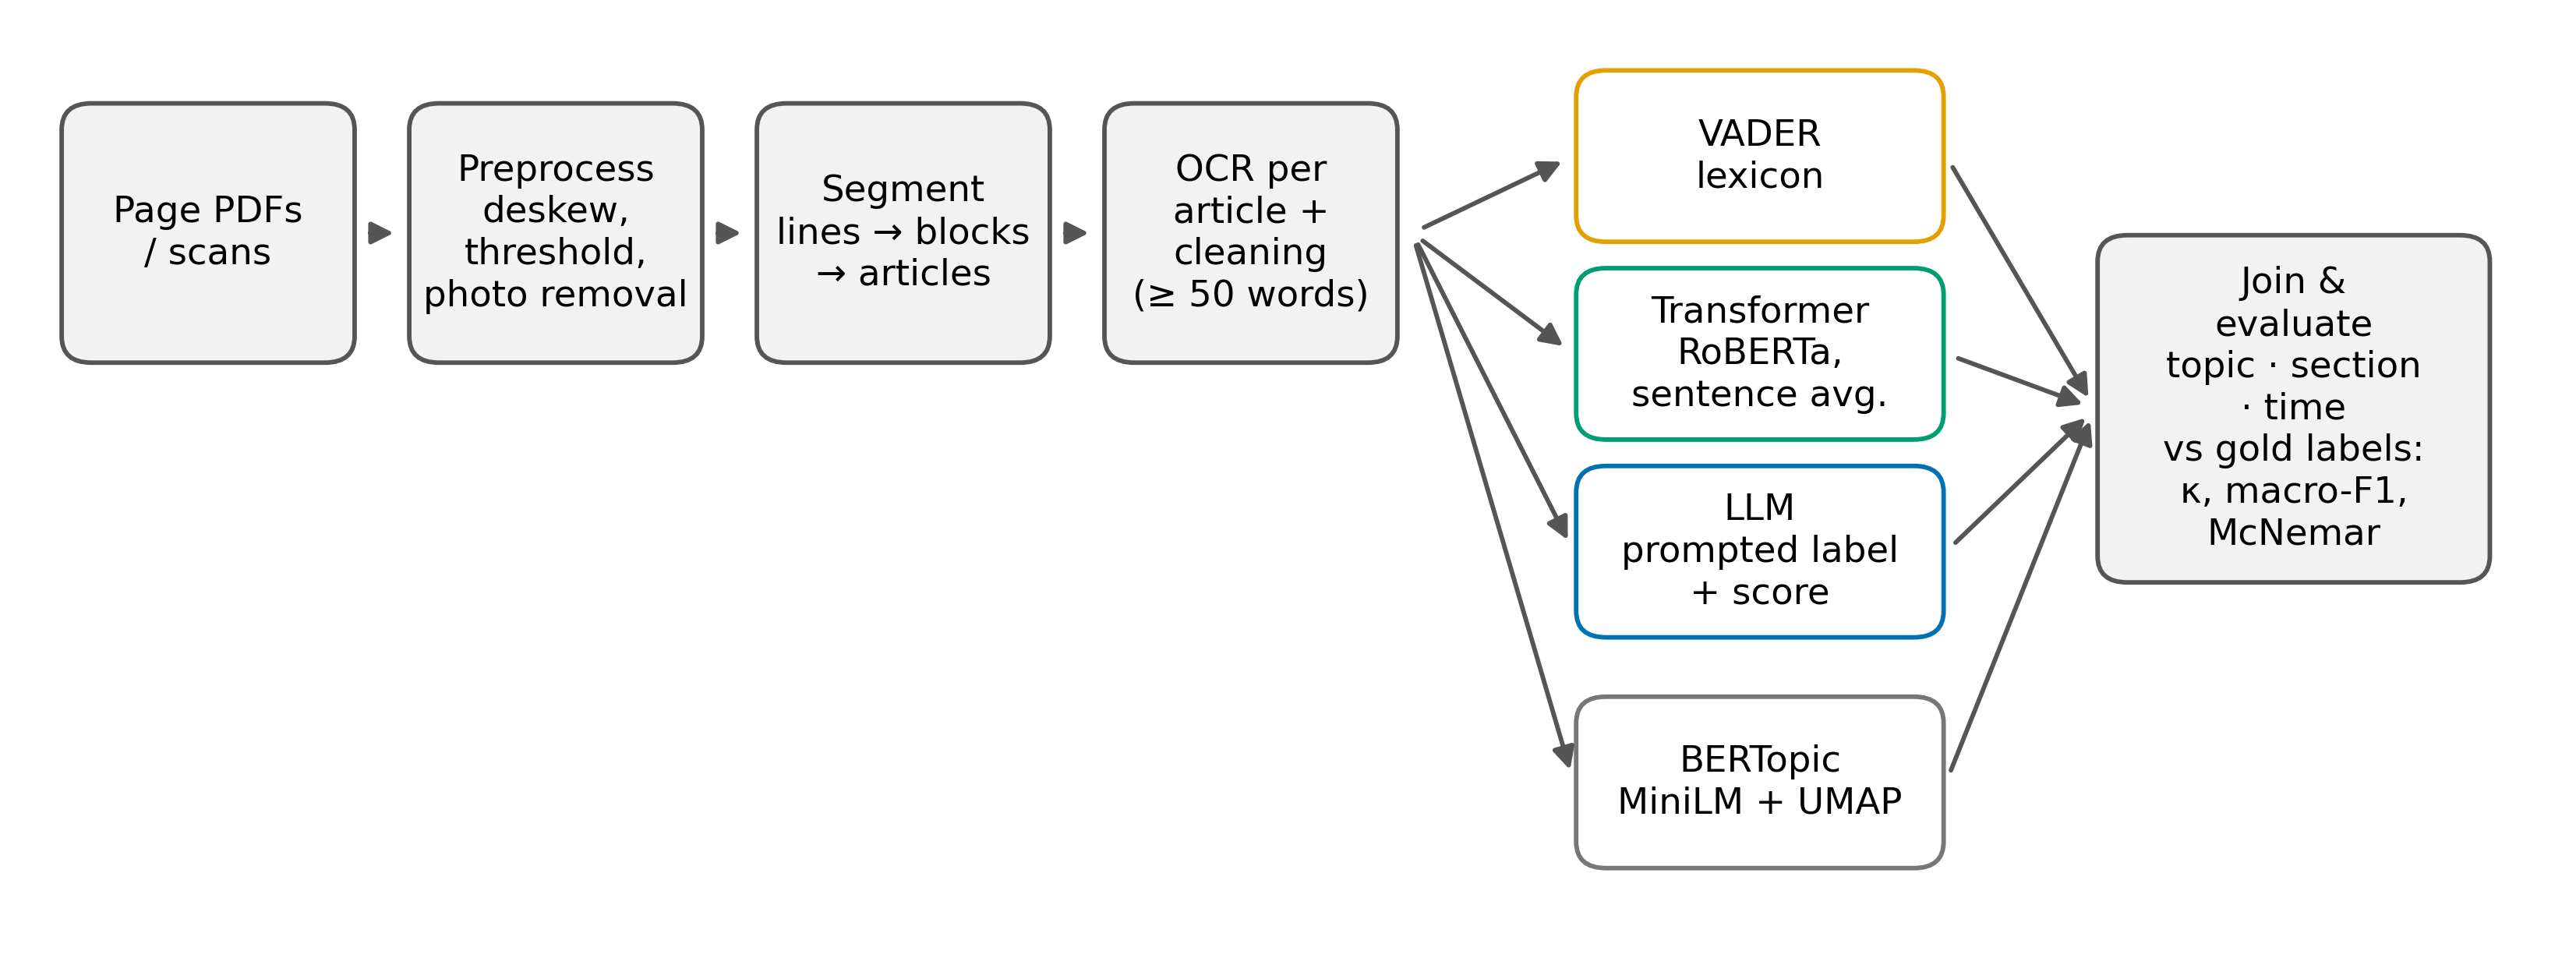 Page PDFs
/ scans
Preprocess
deskew,
threshold,
photo removal
Segment
lines → blocks
→ articles
OCR per
article +
cleaning
(≥ 50 words)
VADER
lexicon
Transformer
RoBERTa,
sentence avg.
LLM
prompted label
+ score
BERTopic
MiniLM + UMAP
Join &
evaluate
topic · section
· time
vs gold labels:
κ, macro-F1,
McNemar